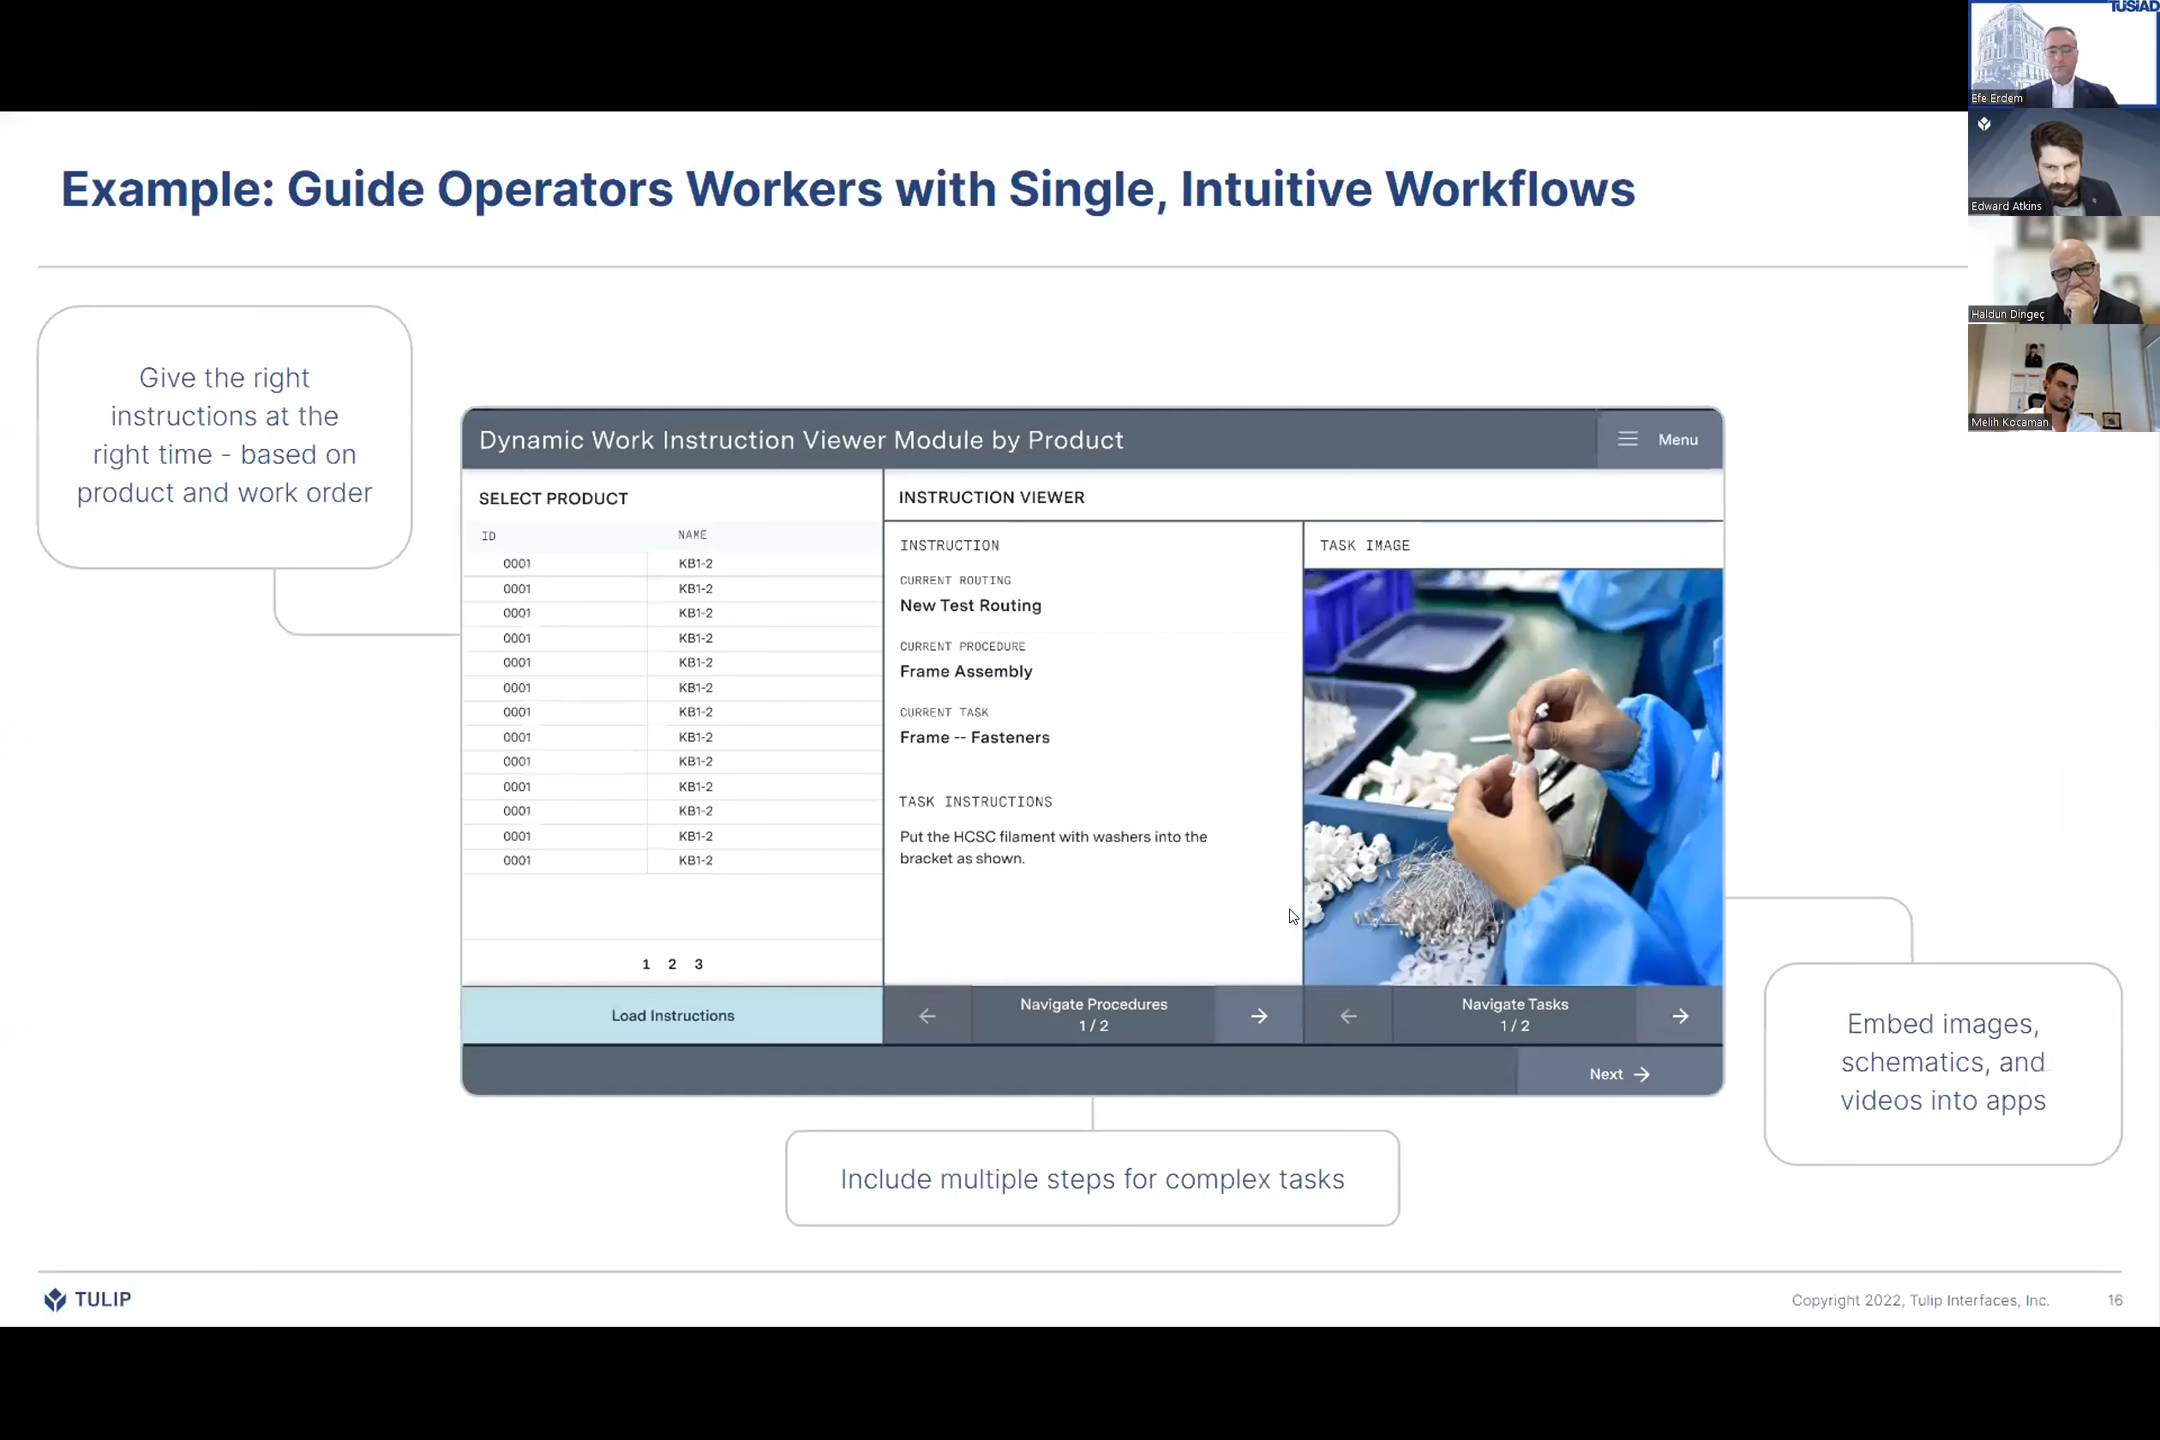 TÜSİAD
Efe Erdem
Edward Atkins
Haldun Dingeç
Melih Kocaman
Example: Guide Operators Workers with Single, Intuitive Workflows
Give the right
instructions at the
right time - based on
product and work order
Dynamic Work Instruction Viewer Module by Product
Menu
SELECT PRODUCT
ID NAME
0001 KB1-2
0001 KB1-2
0001 KB1-2
0001 KB1-2
0001 KB1-2
0001 KB1-2
0001 KB1-2
0001 KB1-2
0001 KB1-2
0001 KB1-2
0001 KB1-2
0001 KB1-2
0001 KB1-2
1 2 3
Load Instructions
INSTRUCTION VIEWER
INSTRUCTION
CURRENT ROUTING
New Test Routing
CURRENT PROCEDURE
Frame Assembly
CURRENT TASK
Frame -- Fasteners
TASK INSTRUCTIONS
Put the HCSC filament with washers into the
bracket as shown.
Navigate Procedures
1 / 2
TASK IMAGE
Navigate Tasks
1 / 2
Next
Embed images,
schematics, and
videos into apps
Include multiple steps for complex tasks
TULIP
Copyright 2022, Tulip Interfaces, Inc.
16